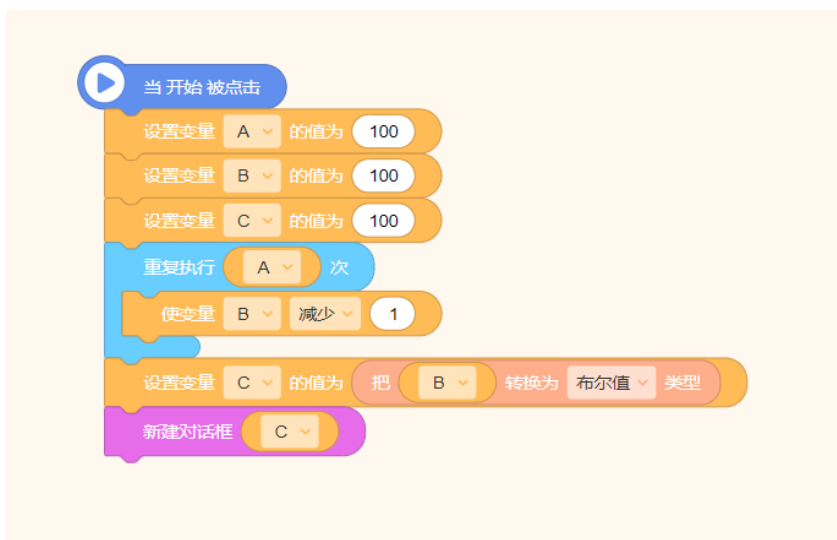 当 开始 被点击
设置变量 A 的值为 100
设置变量 B 的值为 100
设置变量 C 的值为 100
重复执行 A 次
使变量 B 减少 1
设置变量 C 的值为 把 B 转换为 布尔值 类型
新建对话框 C